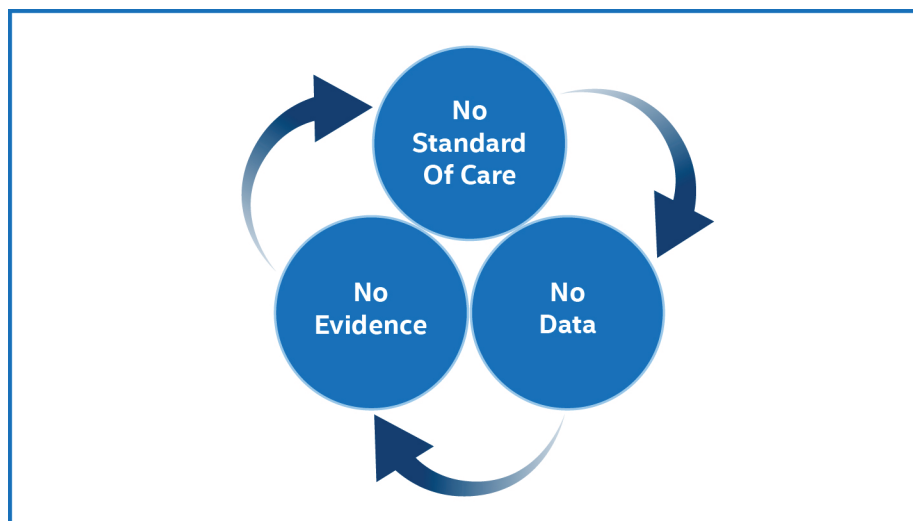 No
Standard
Of Care
No
Evidence
No
Data